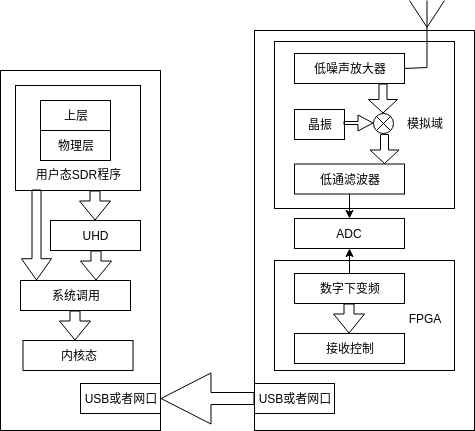 上层
物理层
用户态SDR程序
UHD
系统调用
内核态
USB或者网口
低噪声放大器
晶振
模拟域
低通滤波器
ADC
数字下变频
FPGA
接收控制
USB或者网口